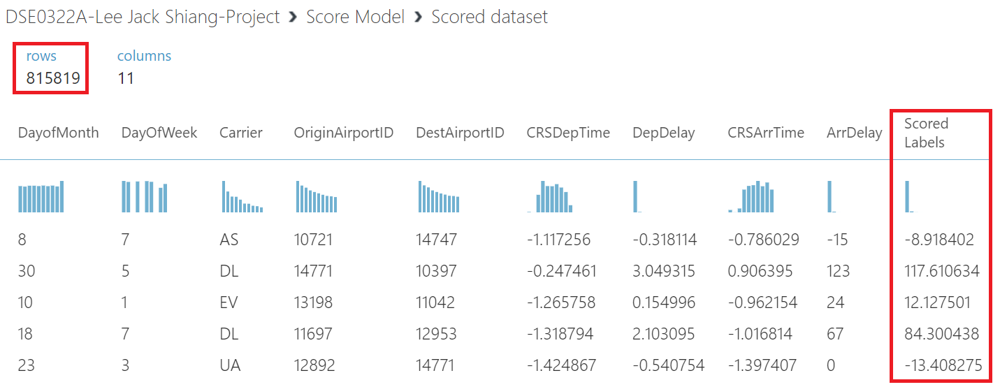 DSE0322A-Lee Jack Shiang-Project > Score Model > Scored dataset
rows columns
815819 11
DayofMonth DayOfWeek Carrier OriginAirportID DestAirportID CRSDepTime DepDelay CRSArrTime ArrDelay Scored Labels
8 7 AS 10721 14747 -1.117256 -0.318114 -0.786029 -15 -8.918402
30 5 DL 14771 10397 -0.247461 3.049315 0.906395 123 117.610634
10 1 EV 13198 11042 -1.265758 0.154996 -0.962154 24 12.127501
18 7 DL 11697 12953 -1.318794 2.103095 -1.016814 67 84.300438
23 3 UA 12892 14771 -1.424867 -0.540754 -1.397407 0 -13.408275